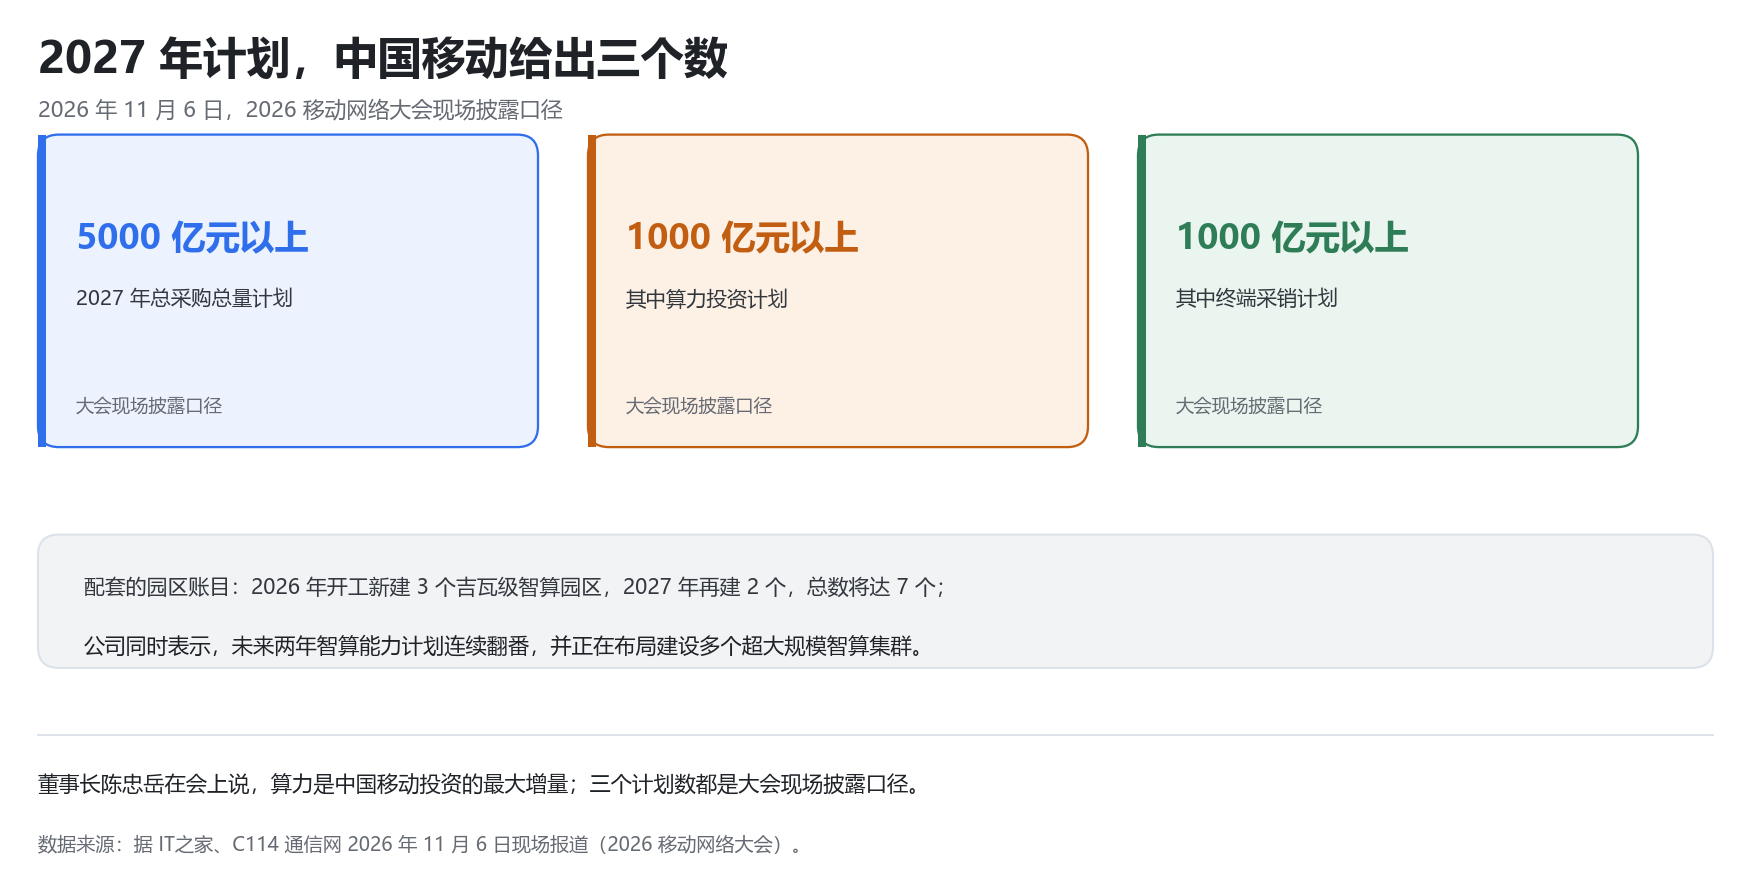 2027 年计划，中国移动给出三个数
2026 年 11 月 6 日，2026 移动网络大会现场披露口径
5000 亿元以上
2027 年总采购总量计划
大会现场披露口径
1000 亿元以上
其中算力投资计划
大会现场披露口径
1000 亿元以上
其中终端采销计划
大会现场披露口径
配套的园区账目：2026 年开工新建 3 个吉瓦级智算园区，2027 年再建 2 个，总数将达 7 个；
公司同时表示，未来两年智算能力计划连续翻番，并正在布局建设多个超大规模智算集群。
董事长陈忠岳在会上说，算力是中国移动投资的最大增量；三个计划数都是大会现场披露口径。
数据来源：据 IT之家、C114 通信网 2026 年 11 月 6 日现场报道（2026 移动网络大会）。